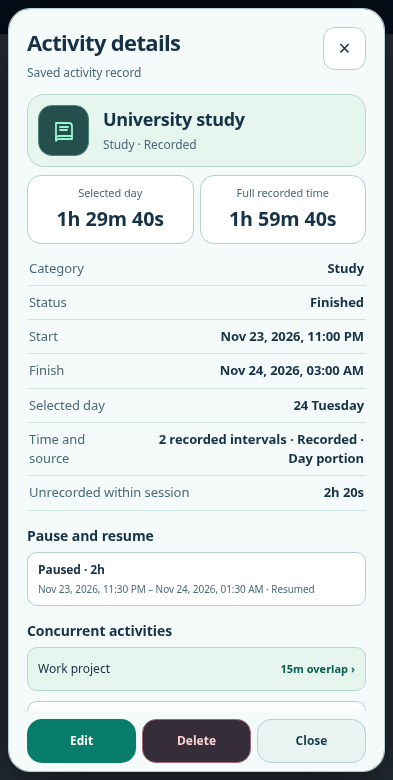 Activity details
Saved activity record
University study
Study · Recorded
Selected day
1h 29m 40s
Full recorded time
1h 59m 40s
Category
Study
Status
Finished
Start
Nov 23, 2026, 11:00 PM
Finish
Nov 24, 2026, 03:00 AM
Selected day
24 Tuesday
Time and source
2 recorded intervals · Recorded ·
Day portion
Unrecorded within session
2h 20s
Pause and resume
Paused · 2h
Nov 23, 2026, 11:30 PM – Nov 24, 2026, 01:30 AM · Resumed
Concurrent activities
Work project
15m overlap ›
Edit
Delete
Close